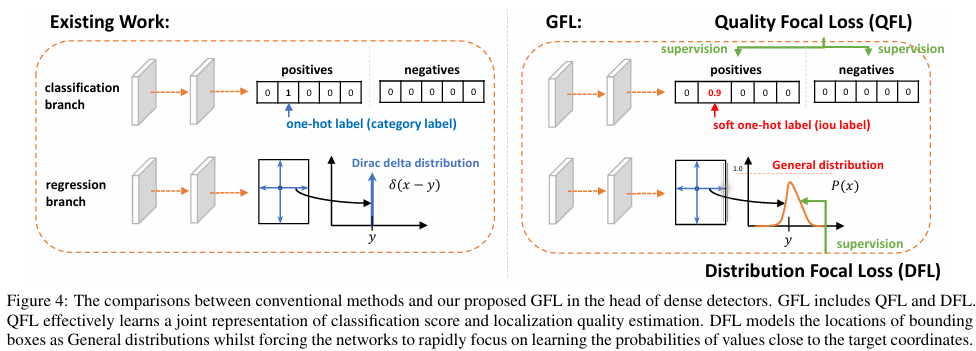 Existing Work:
classification
branch
positives
negatives
0 1 0 0 0
0 0 0 0 0
one-hot label (category label)
regression
branch
Dirac delta distribution
δ(x − y)
y
GFL:
Quality Focal Loss (QFL)
supervision
supervision
positives
negatives
0 0.9 0 0 0
0 0 0 0 0
soft one-hot label (iou label)
General distribution
1.0
P(x)
y
supervision
Distribution Focal Loss (DFL)
Figure 4: The comparisons between conventional methods and our proposed GFL in the head of dense detectors. GFL includes QFL and DFL.
QFL effectively learns a joint representation of classification score and localization quality estimation. DFL models the locations of bounding
boxes as General distributions whilst forcing the networks to rapidly focus on learning the probabilities of values close to the target coordinates.